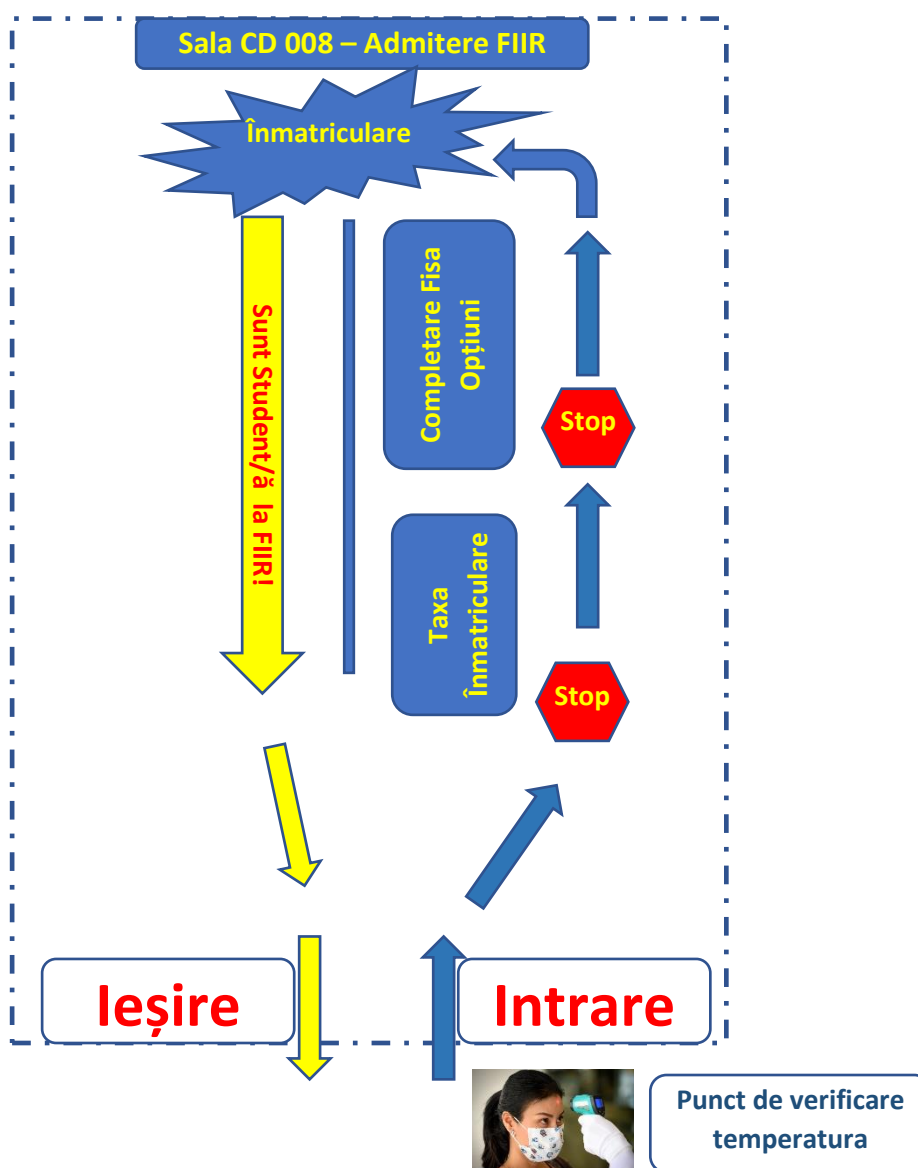 Sala CD 008 – Admitere FIIR
Înmatriculare
Completare Fisa
Opțiuni
Stop
Sunt Student/ă la FIIR!
Taxa
Înmatriculare
Stop
Ieșire
Intrare
Punct de verificare
temperatura